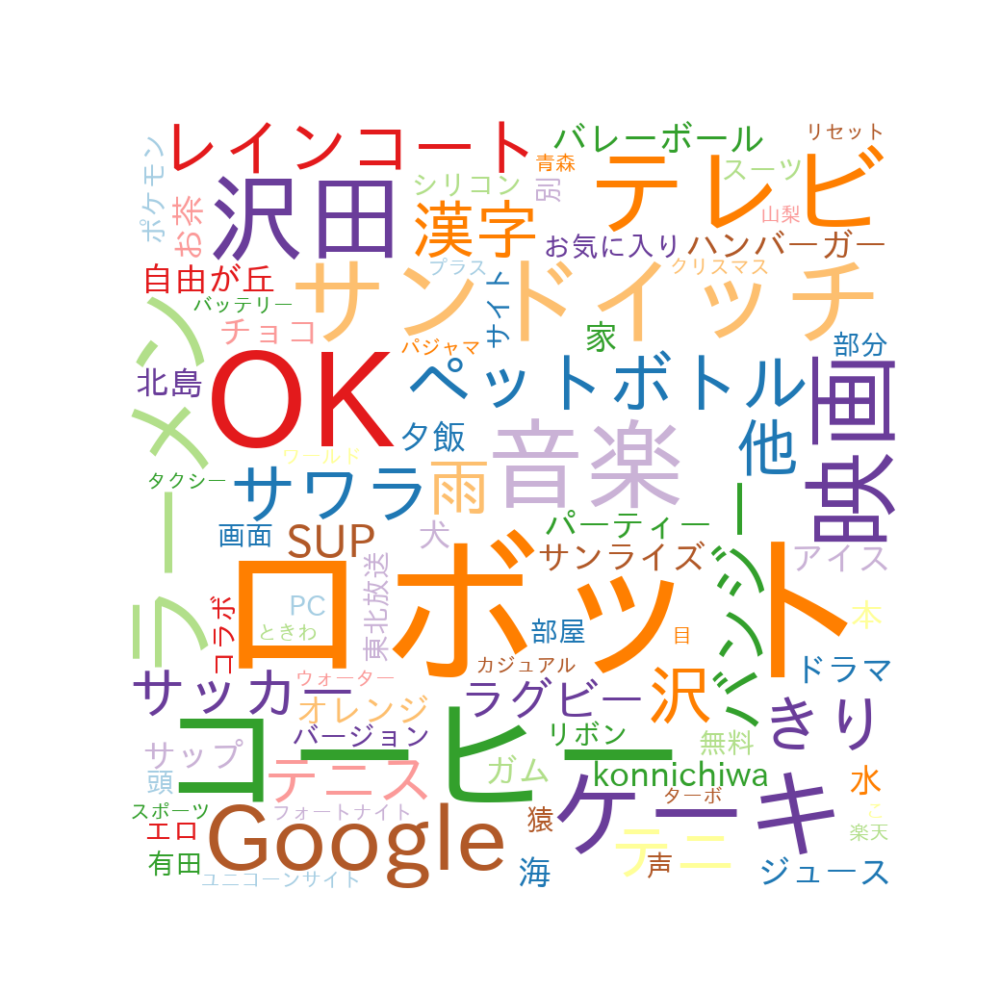 レインコート
バレーボール
リセット
ポケモン
お茶
沢田
シリコン
漢字
青森
別
テレビ
スーツ
山梨
お気に入り
ハンバーガー
自由が丘
バッテリー
チョコ
サンドイッチ
プラス
サイト
クリスマス
家
部分
北島
ラーメン
OK
パジャマ
ペットボトル
映画
夕飯
音楽
他
ワールド
タクシー
サワラ
雨
画面
SUP
犬
パーティー
サンライズ
バンジー
アイス
ロボット
コラボ
PC
ときわ
東北放送
部屋
目
本
カジュアル
ドラマ
サッカー
ウォーター
オレンジ
ラグビー
沢
きり
バージョン
リボン
無料
サップ
コーヒー
頭
テニス
ガム
konnichiwa
水
スポーツ
フォートナイト
ケーキ
ターボ
こ
エロ
Google
猿
テニ
楽天
有田
海
声
ジュース
ユニコーンサイト